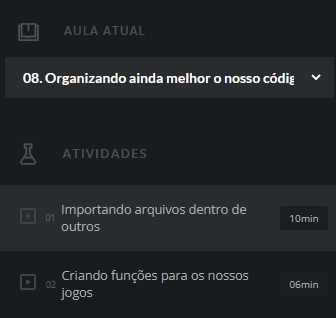 AULA ATUAL
08. Organizando ainda melhor o nosso códig
ATIVIDADES
01 Importando arquivos dentro de
outros
10min
02 Criando funções para os nossos
jogos
06min